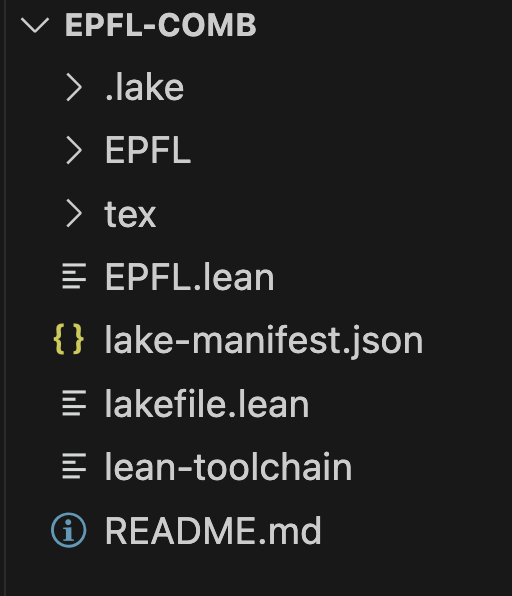 EPFL-COMB
.lake
EPFL
tex
EPFL.lean
lake-manifest.json
lakefile.lean
lean-toolchain
README.md